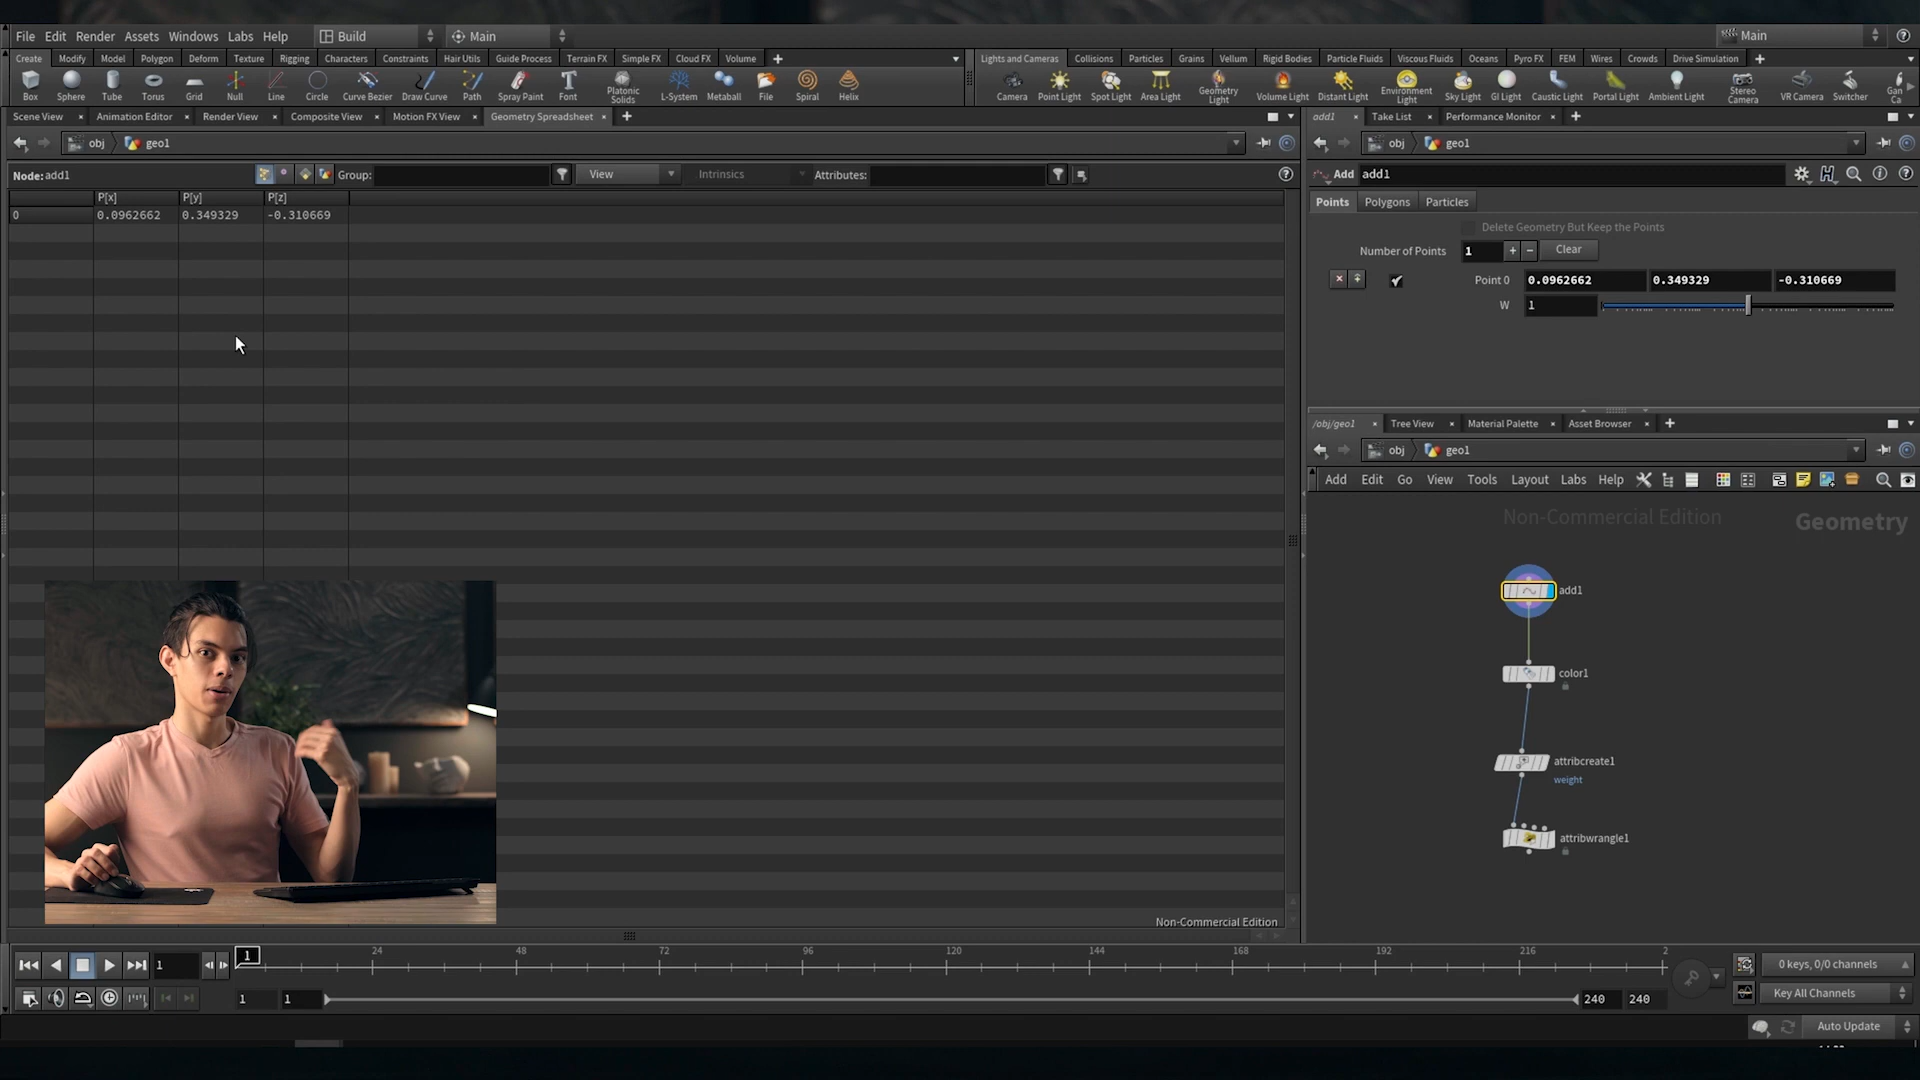 File Edit Render Assets Windows Labs Help Build Main Main
Create Modify Model Polygon Deform Texture Rigging Characters Constraints Hair Utils Guide Process Terrain FX Simple FX Cloud FX Volume
Lights and Cameras Collisions Particles Grains Vellum Rigid Bodies Particle Fluids Viscous Fluids Oceans Pyro FX FEM Wires Crowds Drive Simulation
Box Sphere Tube Torus Grid Null Line Circle Curve Bezier Draw Curve Path Spray Paint Font Platonic Solids L-System Metaball File Spiral Helix
Camera Point Light Spot Light Area Light Geometry Light Volume Light Distant Light Environment Light Sky Light GI Light Caustic Light Portal Light Ambient Light Stereo Camera VR Camera Switcher Gan Ca
Scene View Animation Editor Render View Composite View Motion FX View Geometry Spreadsheet
obj geo1
Node: add1 Group: View Intrinsics Attributes:
P[x] P[y] P[z]
0 0.0962662 0.349329 -0.310669
Non-Commercial Edition
add1 Take List Performance Monitor
obj geo1
Add add1
Points Polygons Particles
Delete Geometry But Keep the Points
Number of Points 1 + - Clear
Point 0 0.0962662 0.349329 -0.310669
W 1
/obj/geo1 Tree View Material Palette Asset Browser
obj geo1
Add Edit Go View Tools Layout Labs Help
Non-Commercial Edition Geometry
add1
color1
attribcreate1
weight
attribwrangle1
1 1 24 48 72 96 120 144 168 192 216 2
0 keys, 0/0 channels
1 1 240 240
Key All Channels
Auto Update